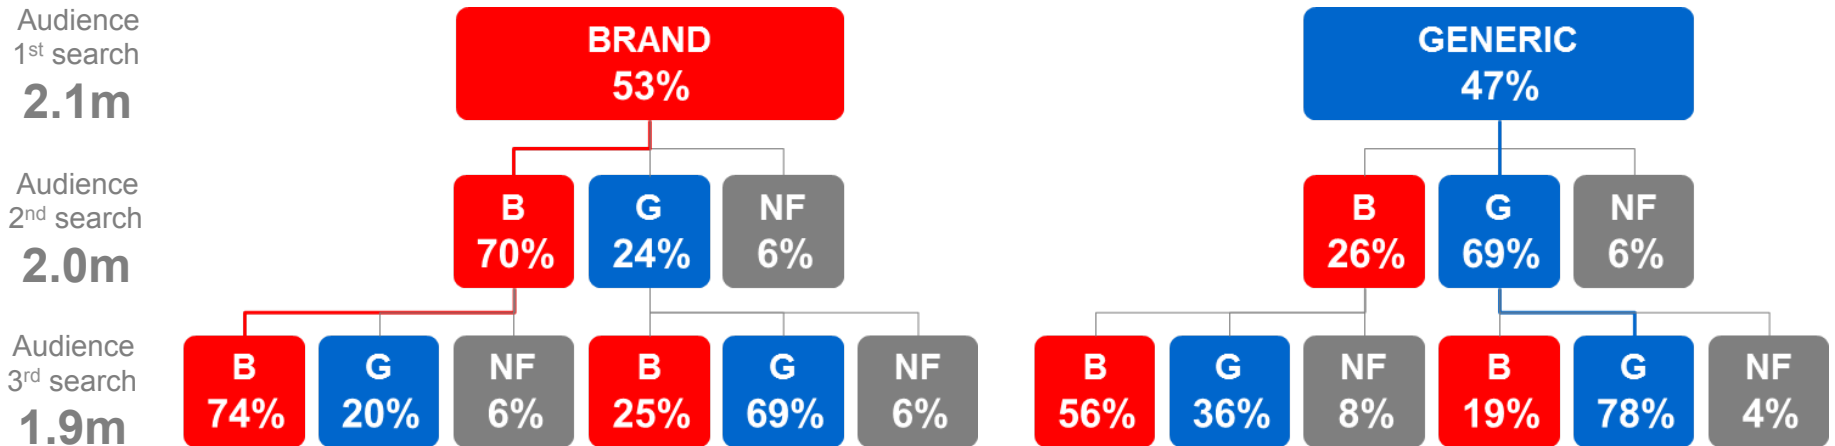 Audience
1st search
2.1m
BRAND
53%
GENERIC
47%
Audience
2nd search
2.0m
B
70%
G
24%
NF
6%
B
26%
G
69%
NF
6%
Audience
3rd search
1.9m
B
74%
G
20%
NF
6%
B
25%
G
69%
NF
6%
B
56%
G
36%
NF
8%
B
19%
G
78%
NF
4%